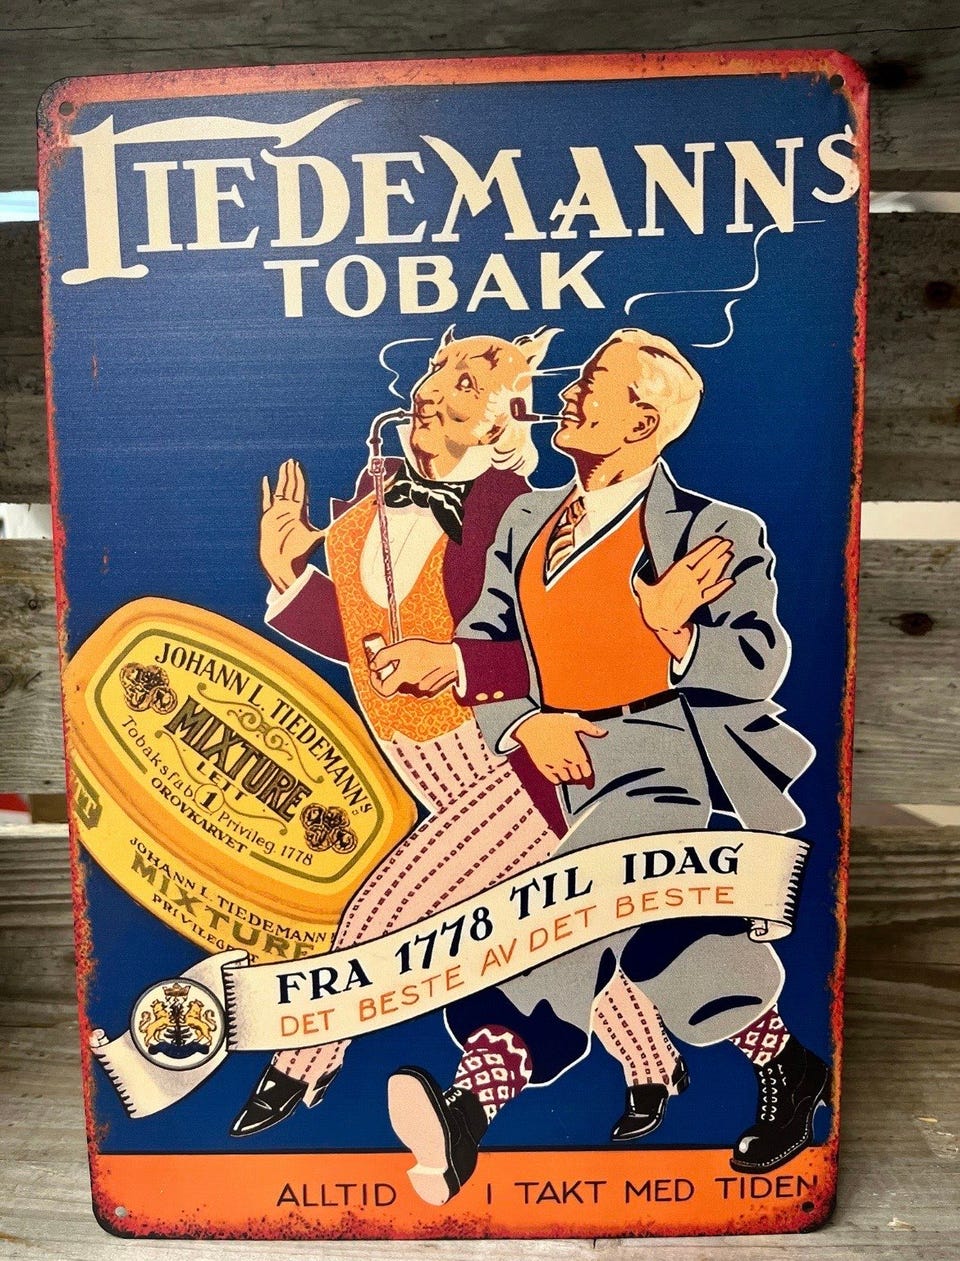 TIEDEMANNS
TOBAK
JOHANN L. TIEDEMANN'S
MIXTURE
LETT
Tobaksfab. 1 Privileg. 1778
GROVKARVET
JOHANN L. TIEDEMANN
MIXTURE
FRA 1778 TIL IDAG
DET BESTE AV DET BESTE
ALLTID I TAKT MED TIDEN